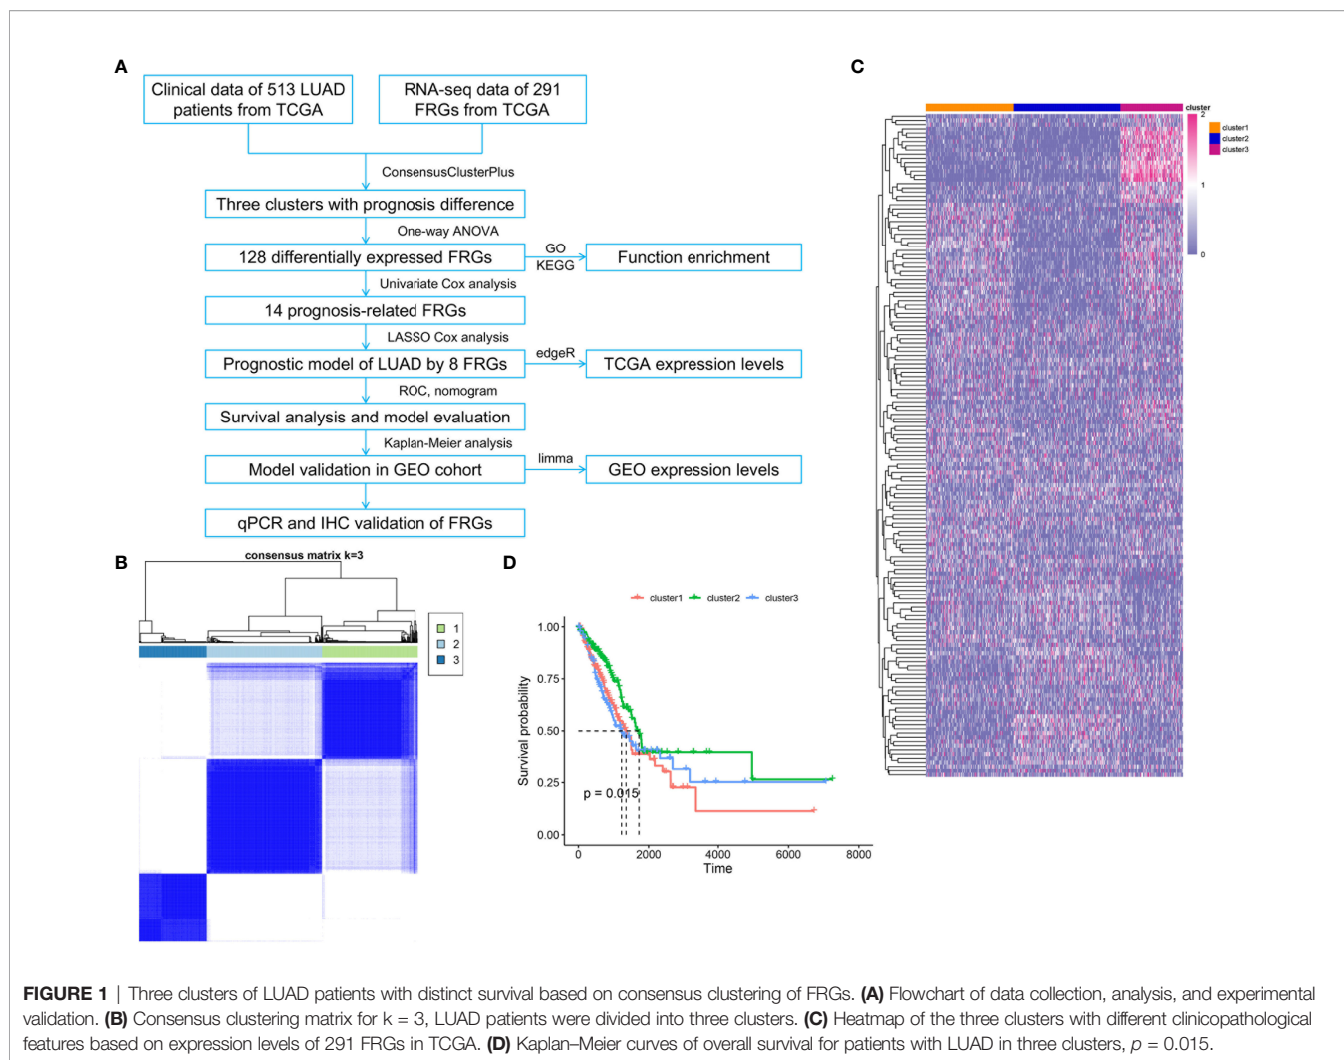 A
Clinical data of 513 LUAD
patients from TCGA
RNA-seq data of 291
FRGs from TCGA
ConsensusClusterPlus
Three clusters with prognosis difference
One-way ANOVA
128 differentially expressed FRGs
GO
KEGG
Function enrichment
Univariate Cox analysis
14 prognosis-related FRGs
LASSO Cox analysis
Prognostic model of LUAD by 8 FRGs
edgeR
TCGA expression levels
ROC, nomogram
Survival analysis and model evaluation
Kaplan-Meier analysis
Model validation in GEO cohort
limma
GEO expression levels
qPCR and IHC validation of FRGs
B
consensus matrix k=3
1
2
3
C
cluster
2
1
0
cluster1
cluster2
cluster3
D
cluster1 cluster2 cluster3
Survival probability
1.00
0.75
0.50
0.25
0.00
p = 0.015
0 2000 4000 6000 8000
Time
FIGURE 1 | Three clusters of LUAD patients with distinct survival based on consensus clustering of FRGs. (A) Flowchart of data collection, analysis, and experimental
validation. (B) Consensus clustering matrix for k = 3, LUAD patients were divided into three clusters. (C) Heatmap of the three clusters with different clinicopathological
features based on expression levels of 291 FRGs in TCGA. (D) Kaplan–Meier curves of overall survival for patients with LUAD in three clusters, p = 0.015.